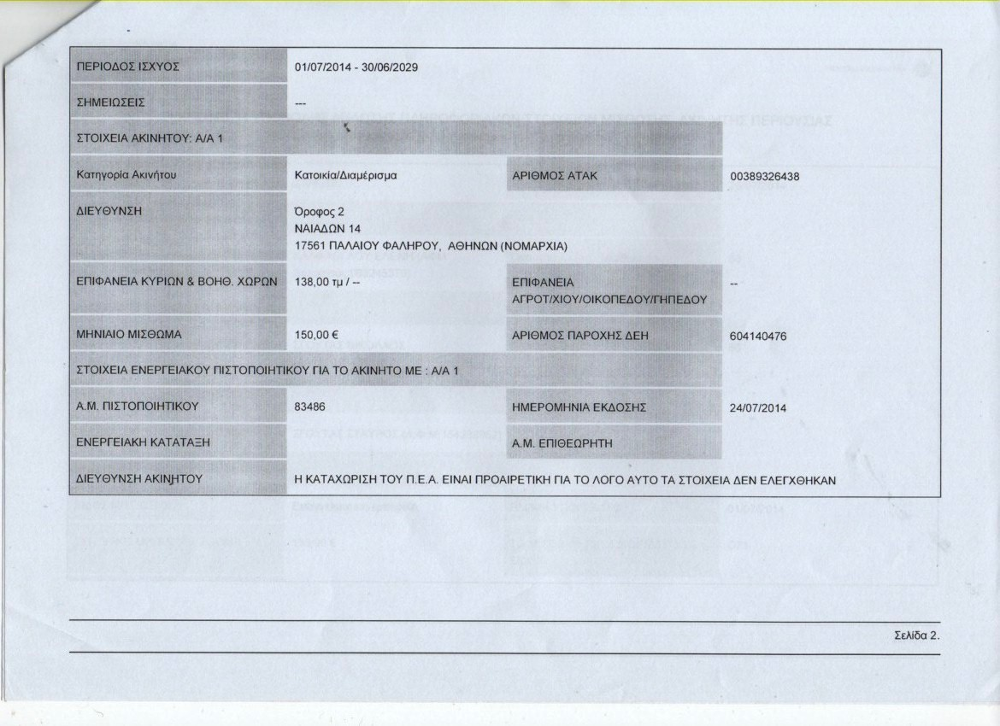 ΠΕΡΙΟΔΟΣ ΙΣΧΥΟΣ 01/07/2014 - 30/06/2029
ΣΗΜΕΙΩΣΕΙΣ ---
ΣΤΟΙΧΕΙΑ ΑΚΙΝΗΤΟΥ: Α/Α 1
Κατηγορία Ακινήτου Κατοικία/Διαμέρισμα ΑΡΙΘΜΟΣ ΑΤΑΚ 00389326438
ΔΙΕΥΘΥΝΣΗ Όροφος 2
ΝΑΙΑΔΩΝ 14
17561 ΠΑΛΑΙΟΥ ΦΑΛΗΡΟΥ, ΑΘΗΝΩΝ (ΝΟΜΑΡΧΙΑ)
ΕΠΙΦΑΝΕΙΑ ΚΥΡΙΩΝ & ΒΟΗΘ. ΧΩΡΩΝ 138,00 τμ / -- ΕΠΙΦΑΝΕΙΑ --
ΑΓΡΟΤ/ΧΙΟΥ/ΟΙΚΟΠΕΔΟΥ/ΓΗΠΕΔΟΥ
ΜΗΝΙΑΙΟ ΜΙΣΘΩΜΑ 150,00 € ΑΡΙΘΜΟΣ ΠΑΡΟΧΗΣ ΔΕΗ 604140476
ΣΤΟΙΧΕΙΑ ΕΝΕΡΓΕΙΑΚΟΥ ΠΙΣΤΟΠΟΙΗΤΙΚΟΥ ΓΙΑ ΤΟ ΑΚΙΝΗΤΟ ΜΕ : Α/Α 1
Α.Μ. ΠΙΣΤΟΠΟΙΗΤΙΚΟΥ 83486 ΗΜΕΡΟΜΗΝΙΑ ΕΚΔΟΣΗΣ 24/07/2014
ΕΝΕΡΓΕΙΑΚΗ ΚΑΤΑΤΑΞΗ Α.Μ. ΕΠΙΘΕΩΡΗΤΗ
ΔΙΕΥΘΥΝΣΗ ΑΚΙΝΗΤΟΥ Η ΚΑΤΑΧΩΡΙΣΗ ΤΟΥ Π.Ε.Α. ΕΙΝΑΙ ΠΡΟΑΙΡΕΤΙΚΗ ΓΙΑ ΤΟ ΛΟΓΟ ΑΥΤΟ ΤΑ ΣΤΟΙΧΕΙΑ ΔΕΝ ΕΛΕΓΧΘΗΚΑΝ
Σελίδα 2.